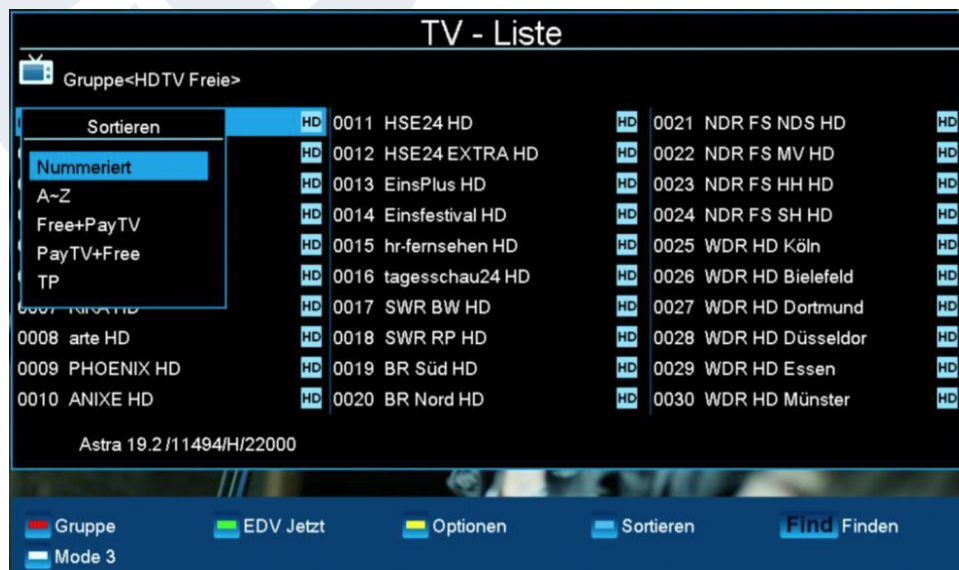 TV - Liste
Gruppe<HDTV Freie>
Sortieren
Nummeriert
A~Z
Free+PayTV
PayTV+Free
TP
HD
HD
HD
HD
HD
HD
0007 KIKA HD HD
0008 arte HD HD
0009 PHOENIX HD HD
0010 ANIXE HD HD
0011 HSE24 HD HD
0012 HSE24 EXTRA HD HD
0013 EinsPlus HD HD
0014 Einsfestival HD HD
0015 hr-fernsehen HD HD
0016 tagesschau24 HD HD
0017 SWR BW HD HD
0018 SWR RP HD HD
0019 BR Süd HD HD
0020 BR Nord HD HD
0021 NDR FS NDS HD HD
0022 NDR FS MV HD HD
0023 NDR FS HH HD HD
0024 NDR FS SH HD HD
0025 WDR HD Köln HD
0026 WDR HD Bielefeld HD
0027 WDR HD Dortmund HD
0028 WDR HD Düsseldor HD
0029 WDR HD Essen HD
0030 WDR HD Münster HD
Astra 19.2 /11494/H/22000
Gruppe
EDV Jetzt
Optionen
Sortieren
Find Finden
Mode 3